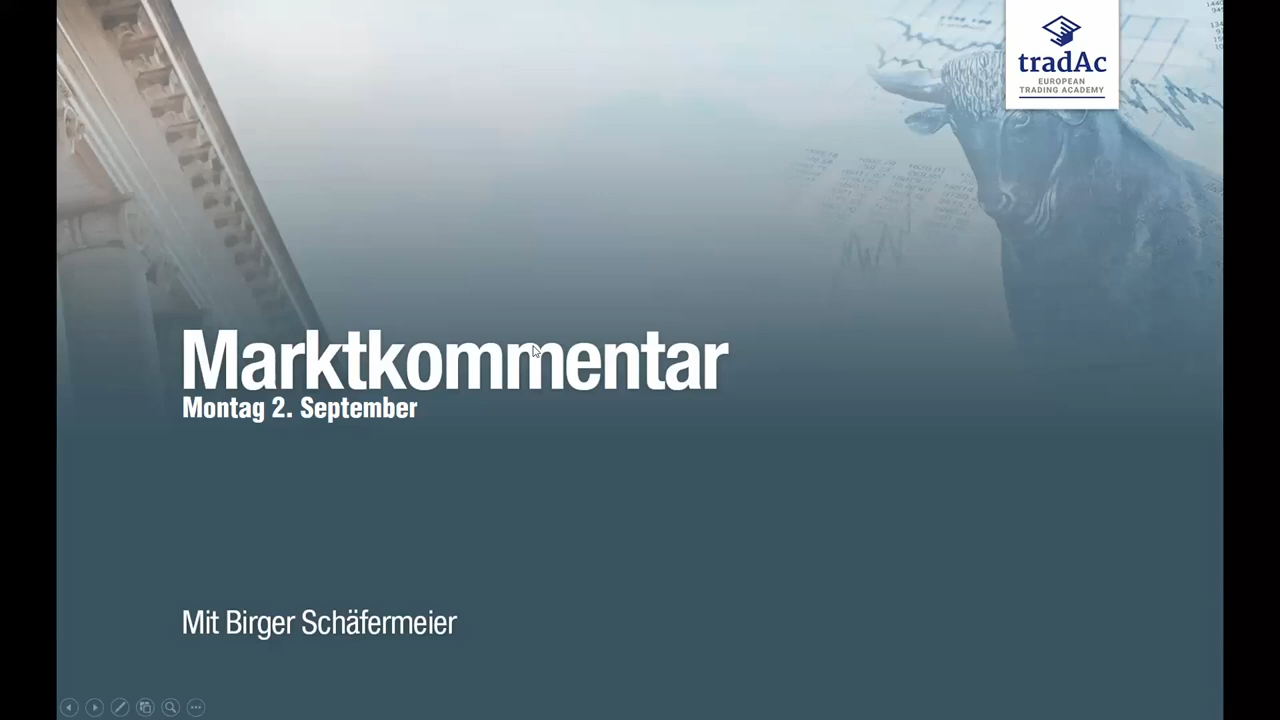 tradAc
EUROPEAN
TRADING ACADEMY
Marktkommentar
Montag 2. September
Mit Birger Schäfermeier